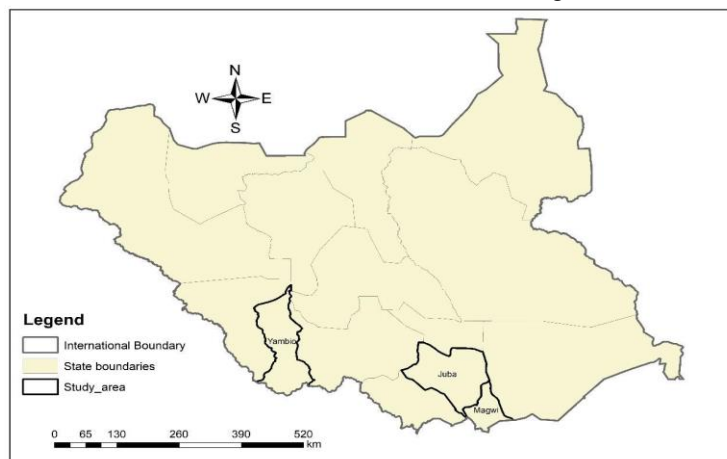 N
W E
S
Yambio
Juba
Magwi
Legend
International Boundary
State boundaries
Study_area
0 65 130 260 390 520
km